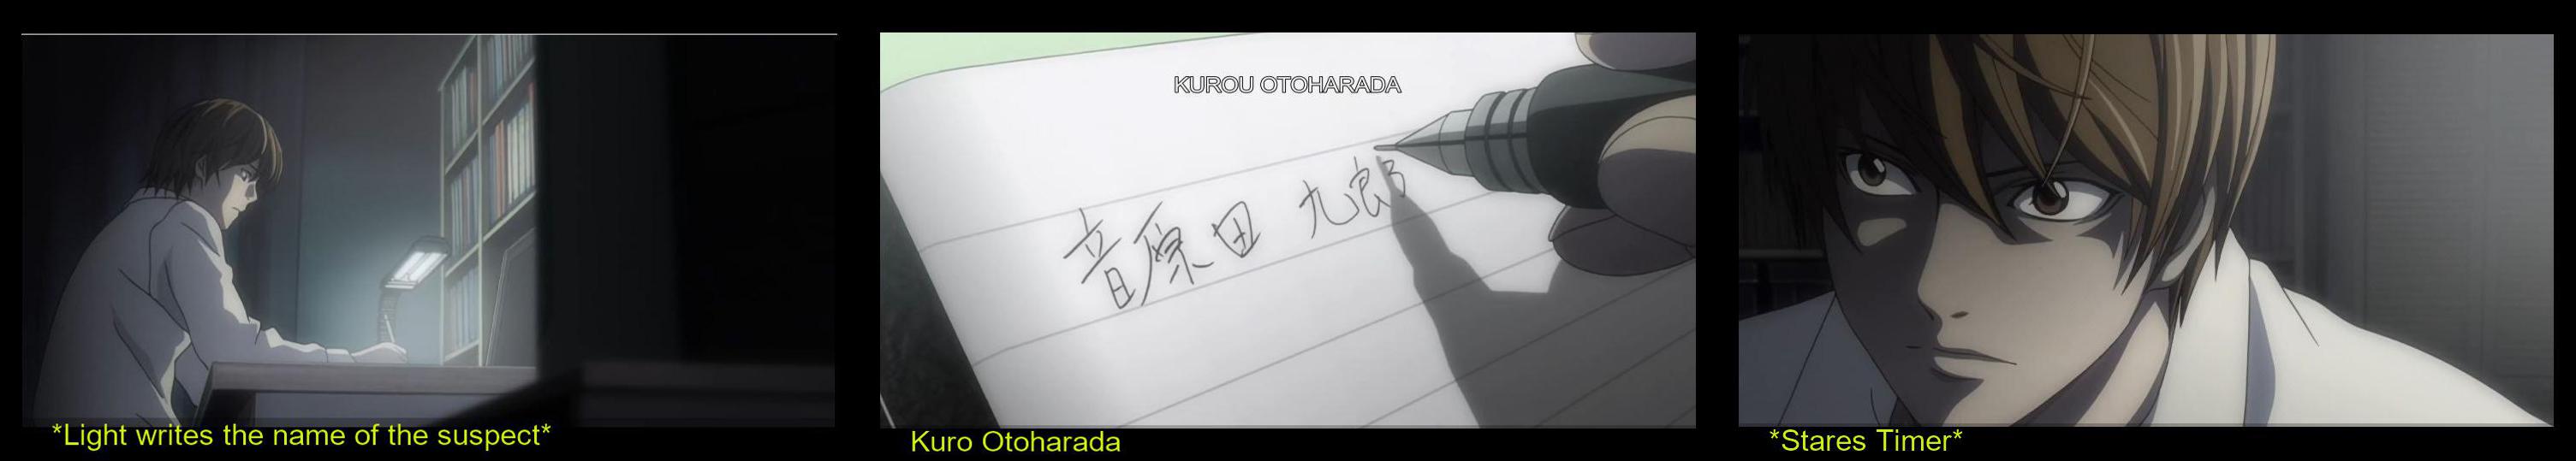 *Light writes the name of the suspect*
KUROU OTOHARADA
音原田 九郎
Kuro Otoharada
*Stares Timer*